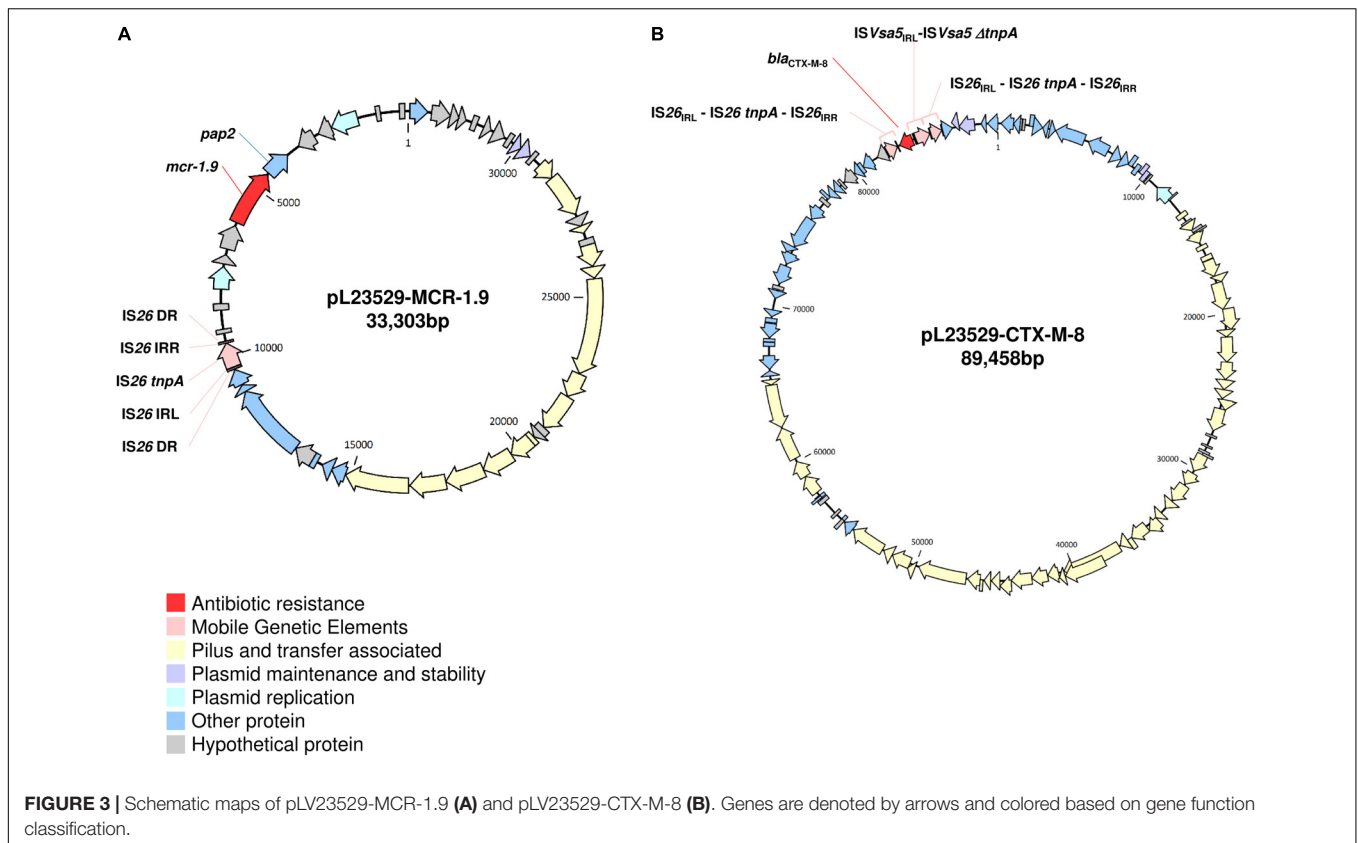 A
pap2
mcr-1.9
1
5000
30000
25000
20000
15000
10000
IS26 DR
IS26 IRR
IS26 tnpA
IS26 IRL
IS26 DR
pL23529-MCR-1.9
33,303bp
B
ISVsa5IRL-ISVsa5 ΔtnpA
blaCTX-M-8
IS26IRL - IS26 tnpA - IS26IRR
IS26IRL - IS26 tnpA - IS26IRR
1
10000
20000
30000
40000
50000
60000
70000
80000
pL23529-CTX-M-8
89,458bp
Antibiotic resistance
Mobile Genetic Elements
Pilus and transfer associated
Plasmid maintenance and stability
Plasmid replication
Other protein
Hypothetical protein
FIGURE 3 | Schematic maps of pLV23529-MCR-1.9 (A) and pLV23529-CTX-M-8 (B). Genes are denoted by arrows and colored based on gene function
classification.